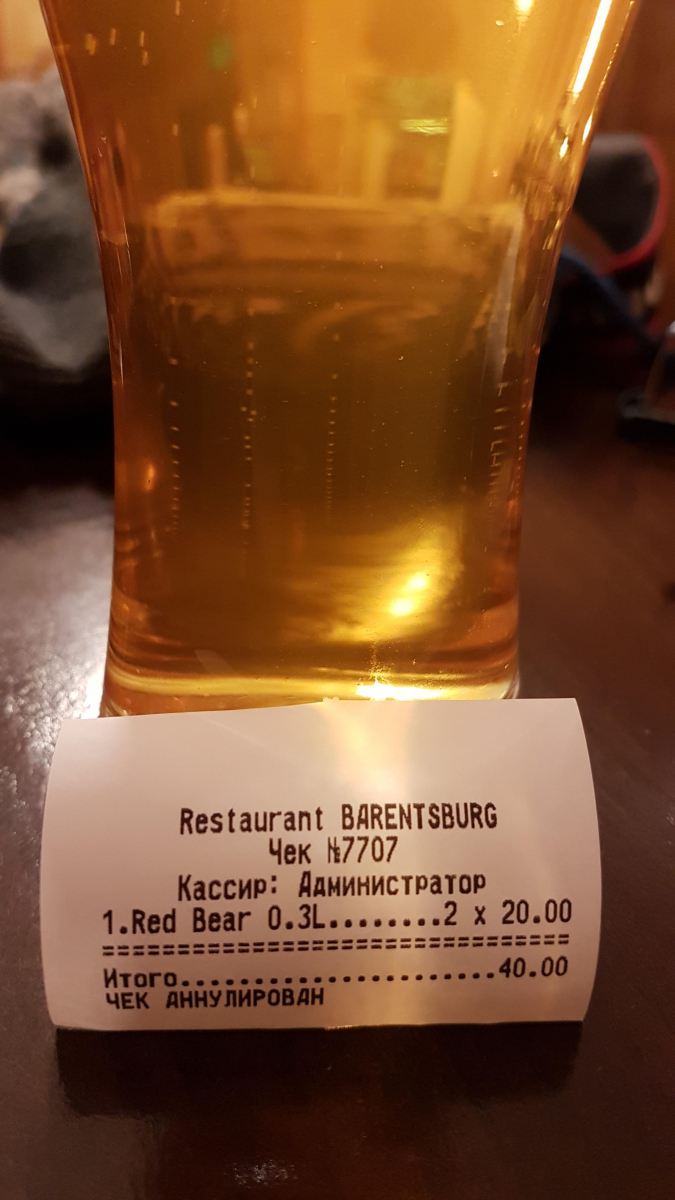 Restaurant BARENTSBURG
Чек №7707
Кассир: Администратор
1.Red Bear 0.3L........2 x 20.00
================================
Итого......................40.00
ЧЕК АННУЛИРОВАН